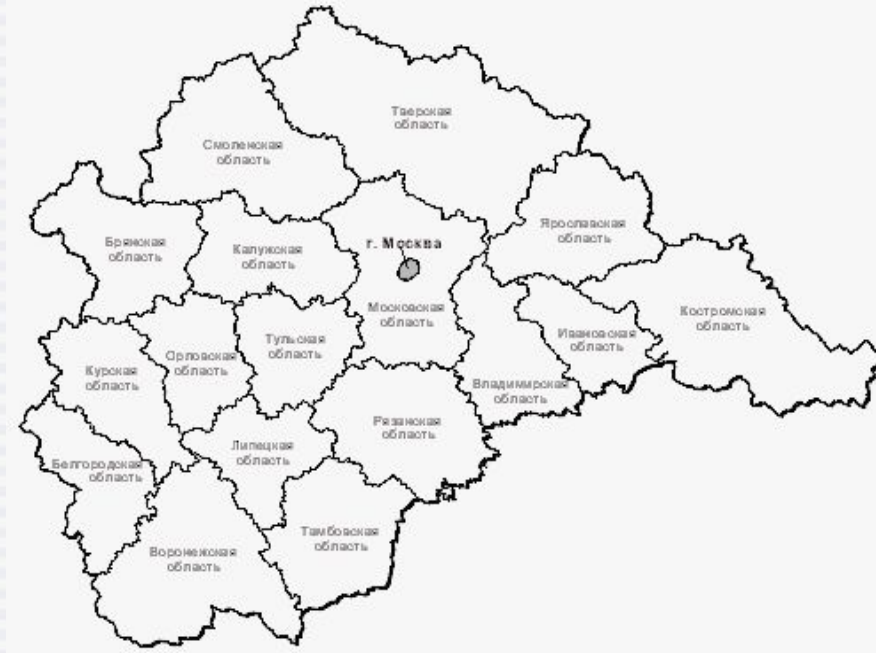 Тверская
область
Смоленская
область
Ярославская
область
Брянская
область
Калужская
область
г. Москва
Московская
область
Костромская
область
Ивановская
область
Тульская
область
Орловская
область
Курская
область
Владимирская
область
Рязанская
область
Липецкая
область
Белгородская
область
Тамбовская
область
Воронежская
область